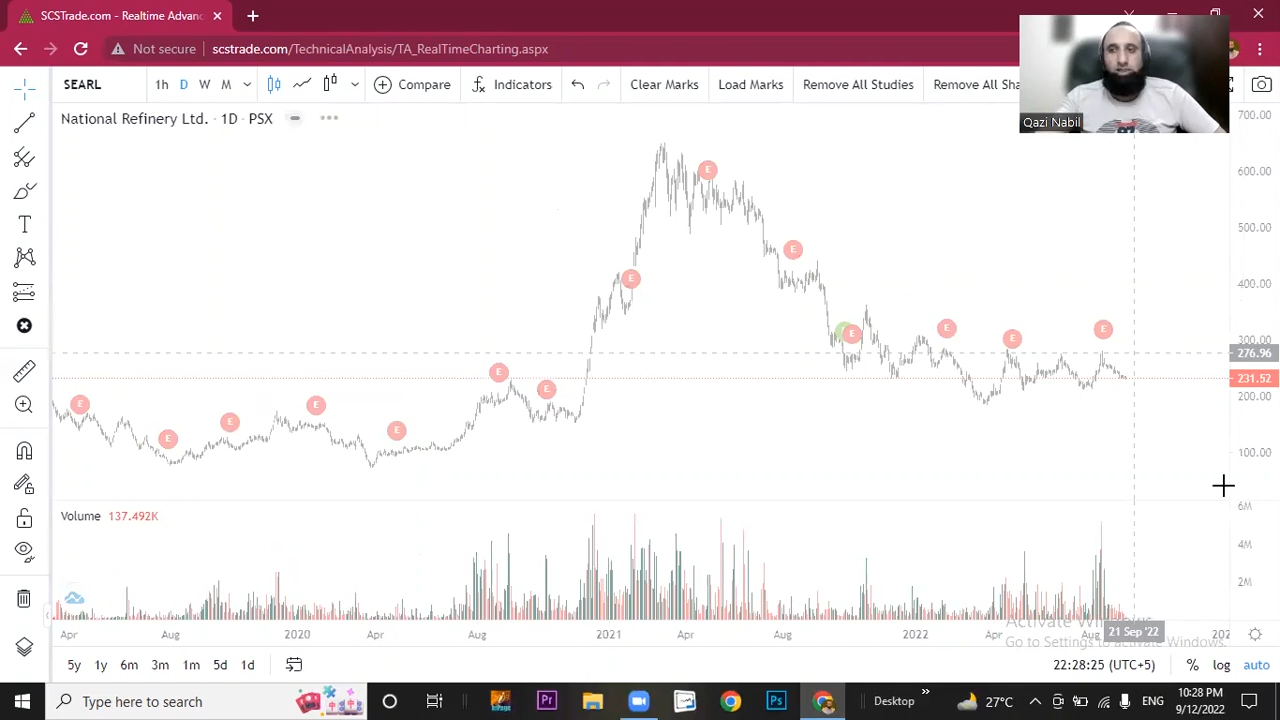 SCSTrade.com - Realtime Advanc
Not secure scstrade.com/TechnicalAnalysis/TA_RealTimeCharting.aspx
SEARL 1h D W M Compare Indicators Clear Marks Load Marks Remove All Studies Remove All Sha
Qazi Nabil
National Refinery Ltd. · 1D · PSX
700.00
600.00
500.00
400.00
300.00
276.96
231.52
200.00
100.00
E E E E E E E E E E E E E E
Volume 137.492K
6M
4M
2M
Apr Aug 2020 Apr Aug 2021 Apr Aug 2022 Apr Aug 21 Sep '22 202
Activate Windows
Go to Settings to activate Windows.
5y 1y 6m 3m 1m 5d 1d 22:28:25 (UTC+5) % log auto
Type here to search Pr Ps Desktop 27°C ENG 10:28 PM
9/12/2022